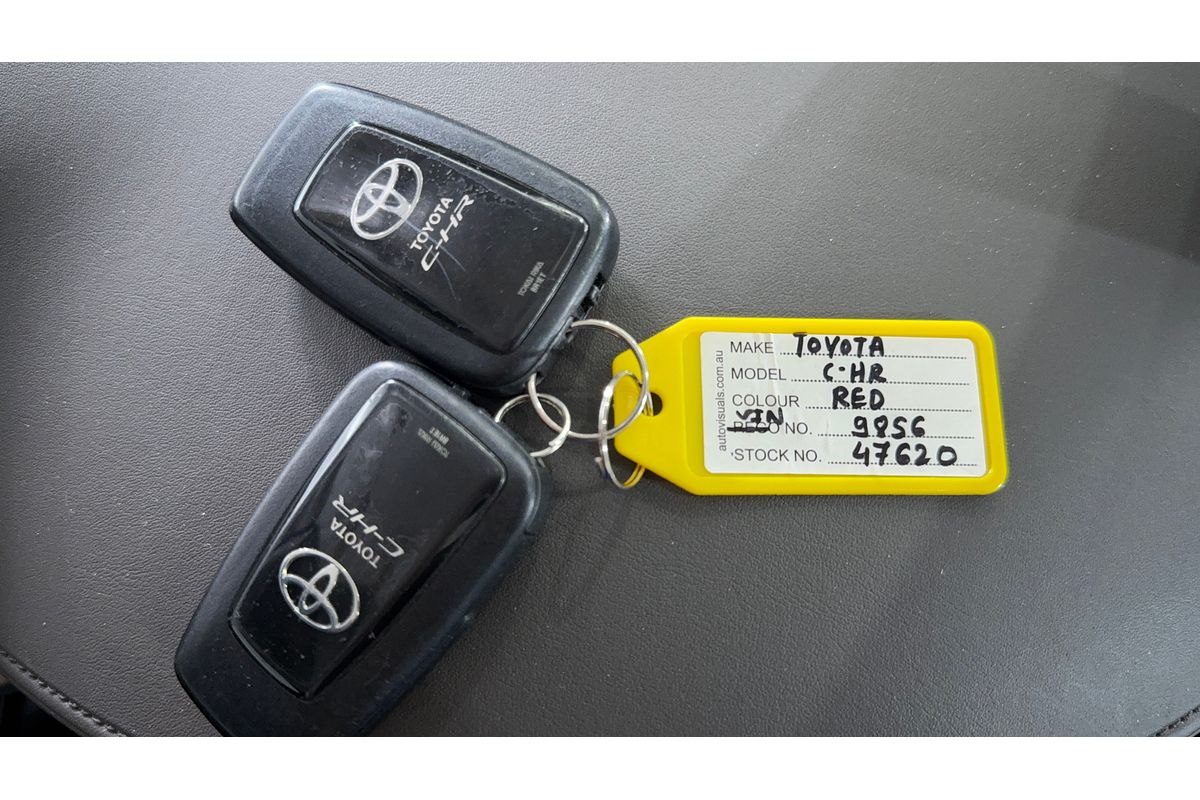 TOYOTA
C-HR
TOYOTA
C-HR
autovisuals.com.au
MAKE TOYOTA
MODEL C-HR
COLOUR RED
VIN NO. 9856
STOCK NO. 47620